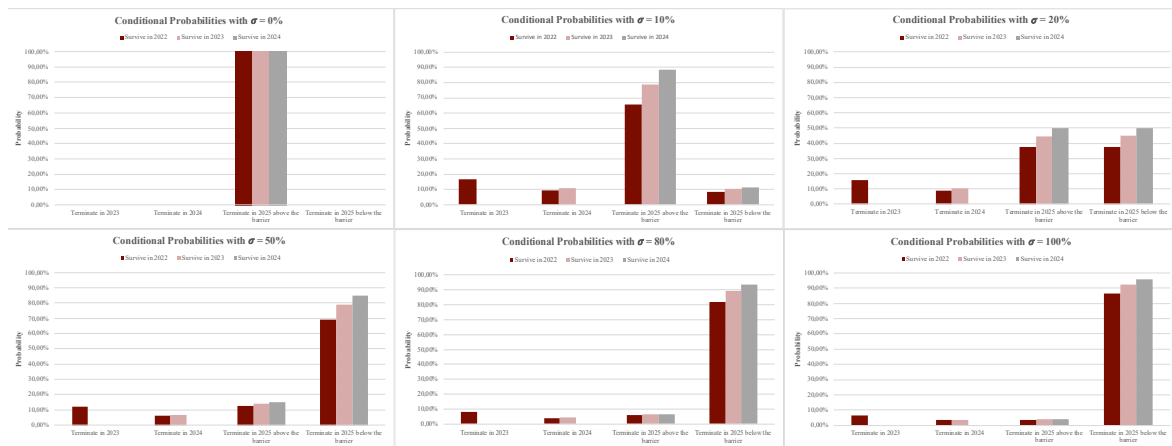 Conditional Probabilities with σ = 0%
Survive in 2022 Survive in 2023 Survive in 2024
Probability
100,00%
90,00%
80,00%
70,00%
60,00%
50,00%
40,00%
30,00%
20,00%
10,00%
0,00%
Terminate in 2023 Terminate in 2024 Terminate in 2025 above the Terminate in 2025 below the
barrier barrier
Conditional Probabilities with σ = 10%
Survive in 2022 Survive in 2023 Survive in 2024
Probability
100,00%
90,00%
80,00%
70,00%
60,00%
50,00%
40,00%
30,00%
20,00%
10,00%
0,00%
Terminate in 2023 Terminate in 2024 Terminate in 2025 above the Terminate in 2025 below the
barrier barrier
Conditional Probabilities with σ = 20%
Survive in 2022 Survive in 2023 Survive in 2024
Probability
100,00%
90,00%
80,00%
70,00%
60,00%
50,00%
40,00%
30,00%
20,00%
10,00%
0,00%
Terminate in 2023 Terminate in 2024 Terminate in 2025 above the Terminate in 2025 below the
barrier barrier
Conditional Probabilities with σ = 50%
Survive in 2022 Survive in 2023 Survive in 2024
Probability
100,00%
90,00%
80,00%
70,00%
60,00%
50,00%
40,00%
30,00%
20,00%
10,00%
0,00%
Terminate in 2023 Terminate in 2024 Terminate in 2025 above the Terminate in 2025 below the
barrier barrier
Conditional Probabilities with σ = 80%
Survive in 2022 Survive in 2023 Survive in 2024
Probability
100,00%
90,00%
80,00%
70,00%
60,00%
50,00%
40,00%
30,00%
20,00%
10,00%
0,00%
Terminate in 2023 Terminate in 2024 Terminate in 2025 above the Terminate in 2025 below the
barrier barrier
Conditional Probabilities with σ = 100%
Survive in 2022 Survive in 2023 Survive in 2024
Probability
100,00%
90,00%
80,00%
70,00%
60,00%
50,00%
40,00%
30,00%
20,00%
10,00%
0,00%
Terminate in 2023 Terminate in 2024 Terminate in 2025 above the Terminate in 2025 below the
barrier barrier